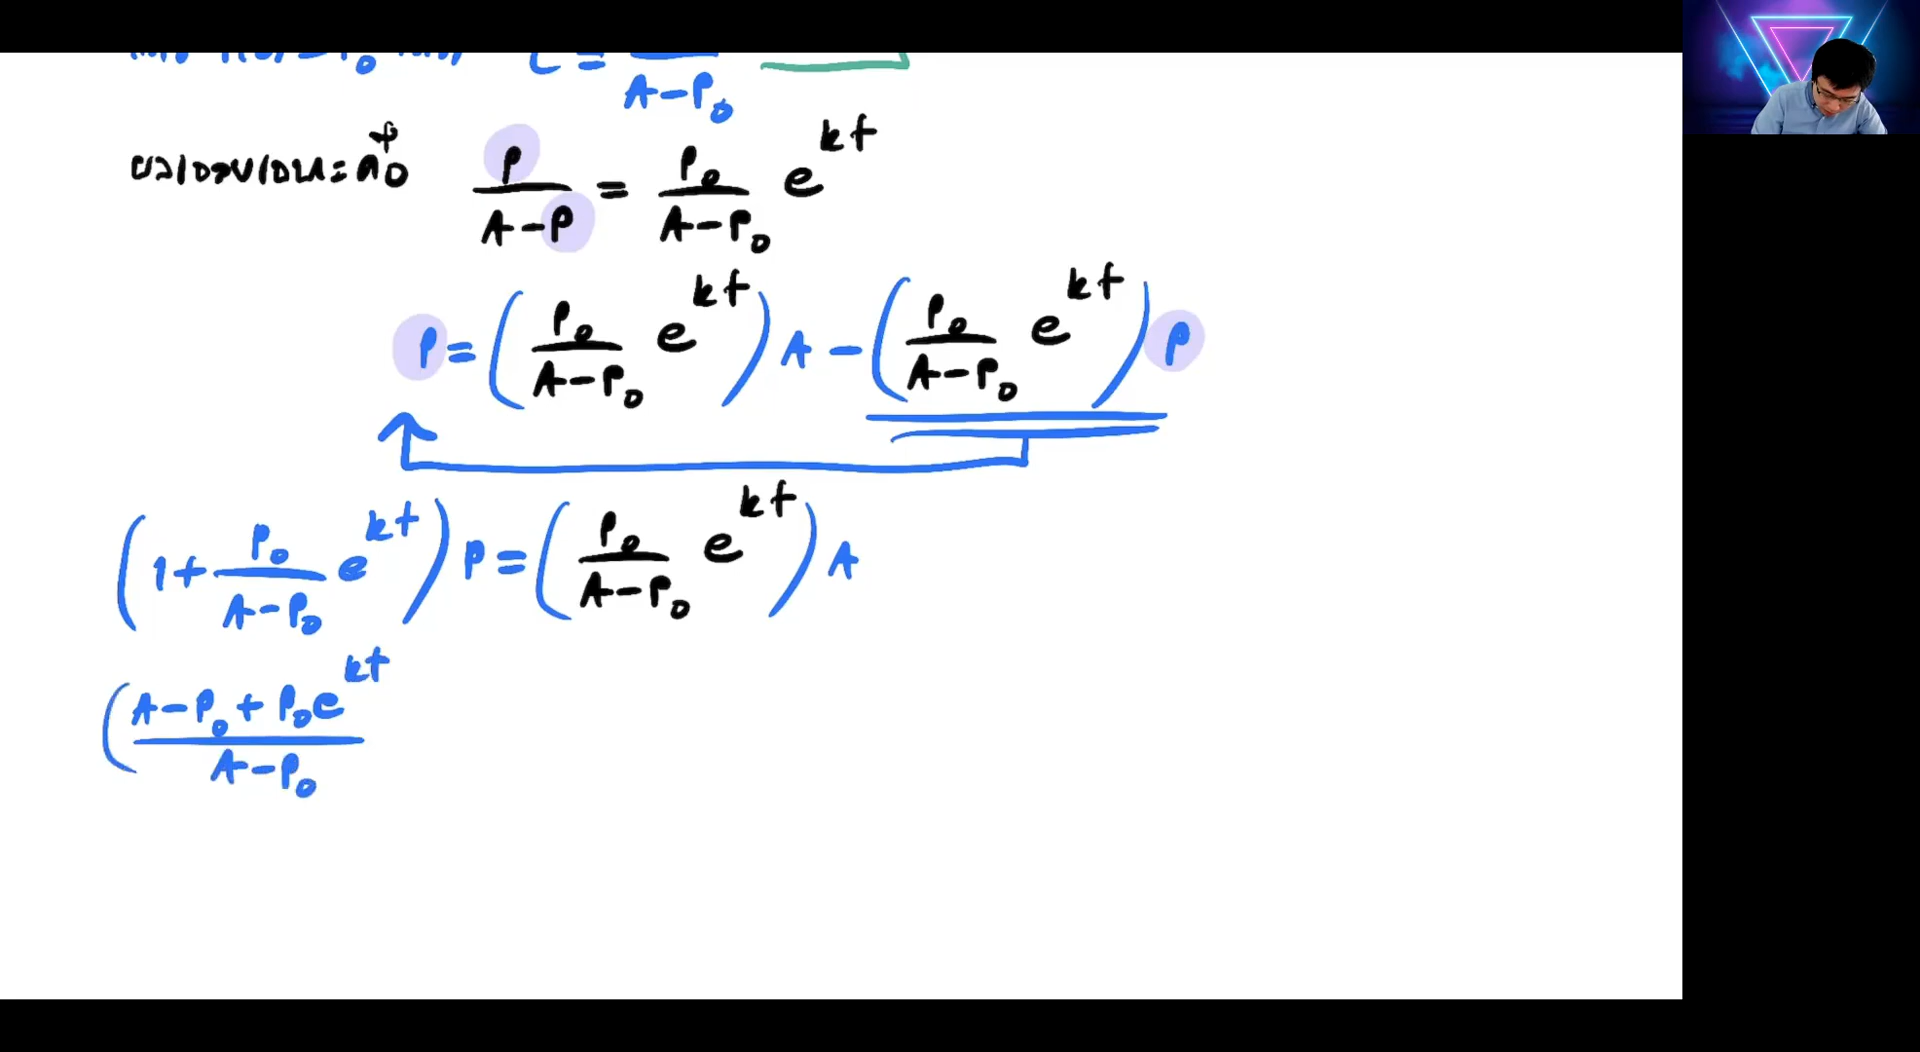 C = A-P₀
P/(A-P) = P₀/(A-P₀) e^{kt}
P = (P₀/(A-P₀) e^{kt}) A - (P₀/(A-P₀) e^{kt}) P
(1 + P₀/(A-P₀) e^{kt}) P = (P₀/(A-P₀) e^{kt}) A
((A-P₀+P₀e^{kt})/(A-P₀)